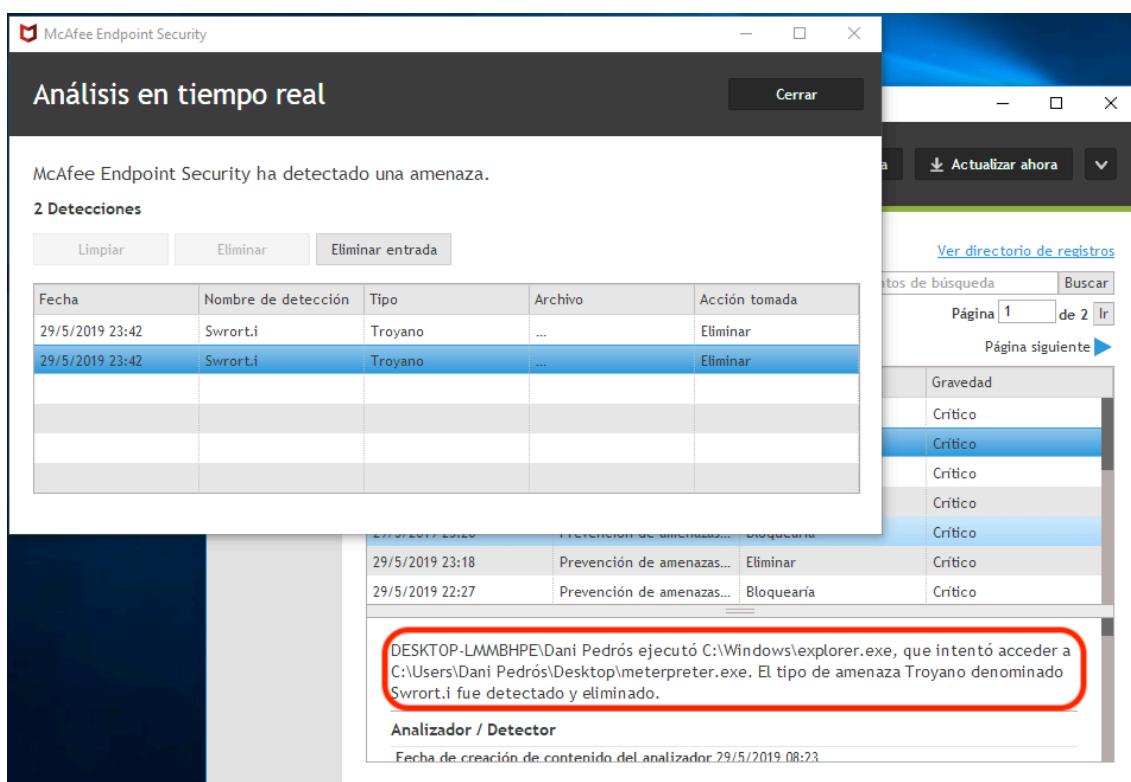 McAfee Endpoint Security
Análisis en tiempo real
Cerrar
McAfee Endpoint Security ha detectado una amenaza.
2 Detecciones
Limpiar Eliminar Eliminar entrada
Fecha Nombre de detección Tipo Archivo Acción tomada
29/5/2019 23:42 Swrort.i Troyano ... Eliminar
29/5/2019 23:42 Swrort.i Troyano ... Eliminar
Actualizar ahora
Ver directorio de registros
de búsqueda Buscar
Página 1 de 2 Ir
Página siguiente
Gravedad
Crítico
Crítico
Crítico
Crítico
Prevención de amenazas... Bloquearía Crítico
29/5/2019 23:18 Prevención de amenazas... Eliminar Crítico
29/5/2019 22:27 Prevención de amenazas... Bloquearía Crítico
DESKTOP-LMMBHPE\Dani Pedrós ejecutó C:\Windows\explorer.exe, que intentó acceder a
C:\Users\Dani Pedrós\Desktop\meterpreter.exe. El tipo de amenaza Troyano denominado
Swrort.i fue detectado y eliminado.
Analizador / Detector
Fecha de creación de contenido del analizador 29/5/2019 08:23